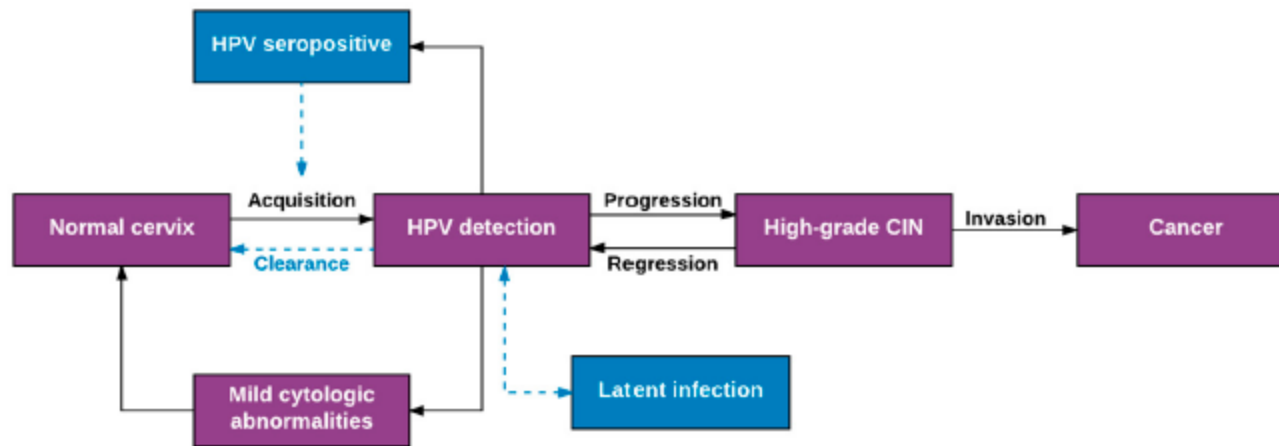 HPV seropositive
Acquisition
Progression
Normal cervix
HPV detection
High-grade CIN
Invasion
Cancer
Clearance
Regression
Mild cytologic
abnormalities
Latent infection